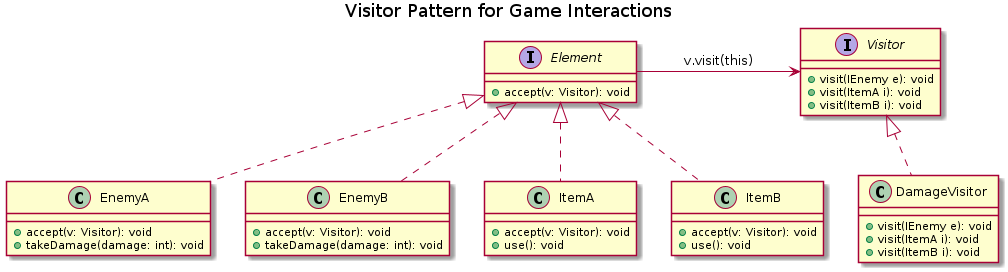 Visitor Pattern for Game Interactions
I Element
accept(v: Visitor): void
v.visit(this)
I Visitor
visit(IEnemy e): void
visit(ItemA i): void
visit(ItemB i): void
C EnemyA
accept(v: Visitor): void
takeDamage(damage: int): void
C EnemyB
accept(v: Visitor): void
takeDamage(damage: int): void
C ItemA
accept(v: Visitor): void
use(): void
C ItemB
accept(v: Visitor): void
use(): void
C DamageVisitor
visit(IEnemy e): void
visit(ItemA i): void
visit(ItemB i): void